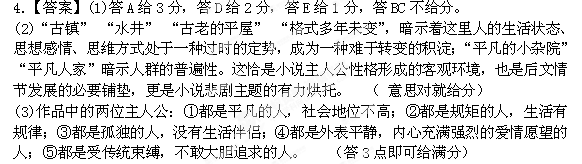 4.【答案】(1)答A给3分，答D给2分，答E给1分，答BC不给分。
(2)“古镇” “水井” “古老的平屋” “格式多年未变”，暗示着这里人的生活状态、
思想感情、思维方式处于一种过时的定势，成为一种难于转变的积淀；“平凡的小杂院”
“平凡人家”暗示人群的普遍性。这恰是小说主人公性格形成的客观环境，也是后文情
节发展的必要铺垫，更是小说悲剧主题的有力烘托。 （ 意思对就给分）
(3)作品中的两位主人公：①都是平凡的人，社会地位不高；②都是规矩的人，生活有
规律；③都是孤独的人，没有生活伴侣；④都是外表平静，内心充满强烈的爱情愿望的
人；⑤都是受传统束缚，不敢大胆追求的人。 （答3点即可给满分）